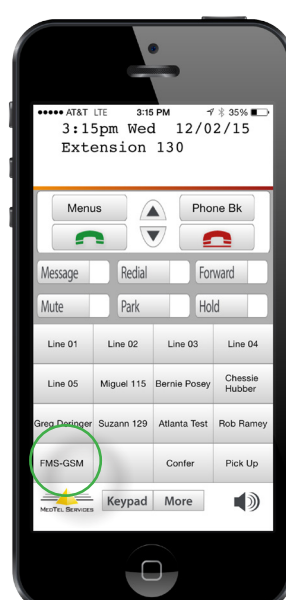 ●●●●● AT&T LTE 3:15 PM 35%
3:15pm Wed 12/02/15
Extension 130
Menus Phone Bk
Message Redial Forward
Mute Park Hold
Line 01 Line 02 Line 03 Line 04
Line 05 Miguel 115 Bernie Posey Chessie Hubber
Greg Deringer Suzann 129 Atlanta Test Rob Ramey
FMS-GSM Confer Pick Up
MedTel Services Keypad More